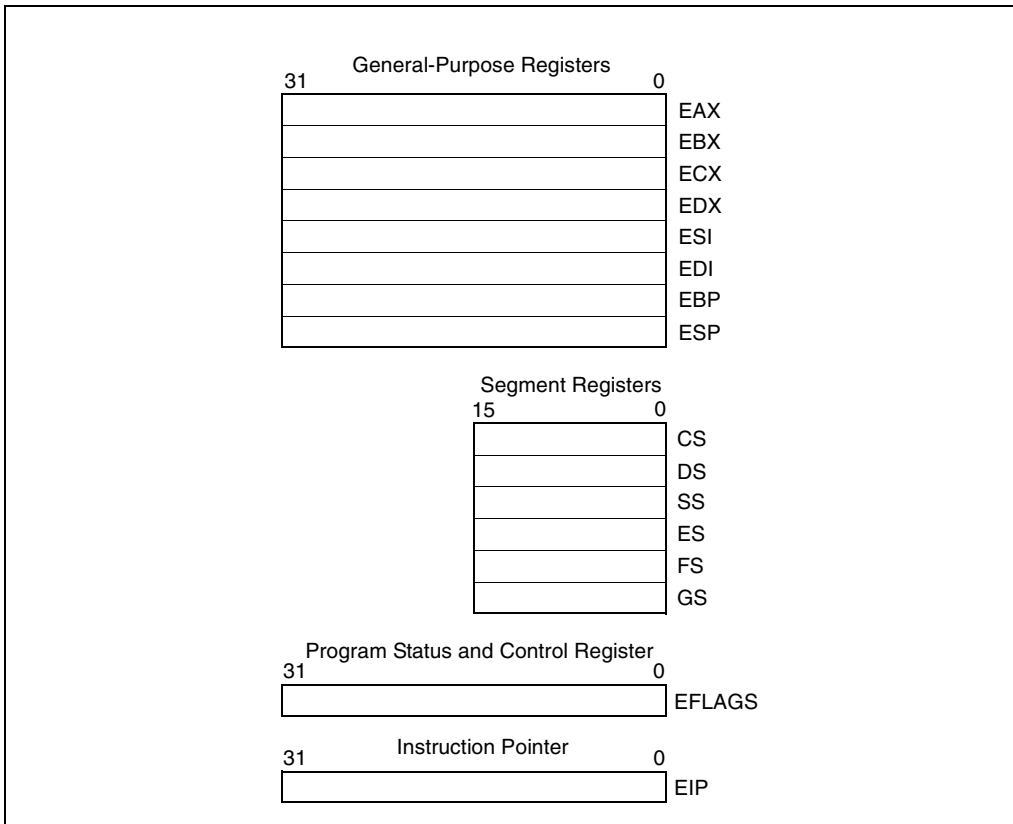 General-Purpose Registers
31 0
EAX
EBX
ECX
EDX
ESI
EDI
EBP
ESP
Segment Registers
15 0
CS
DS
SS
ES
FS
GS
Program Status and Control Register
31 0
EFLAGS
Instruction Pointer
31 0
EIP